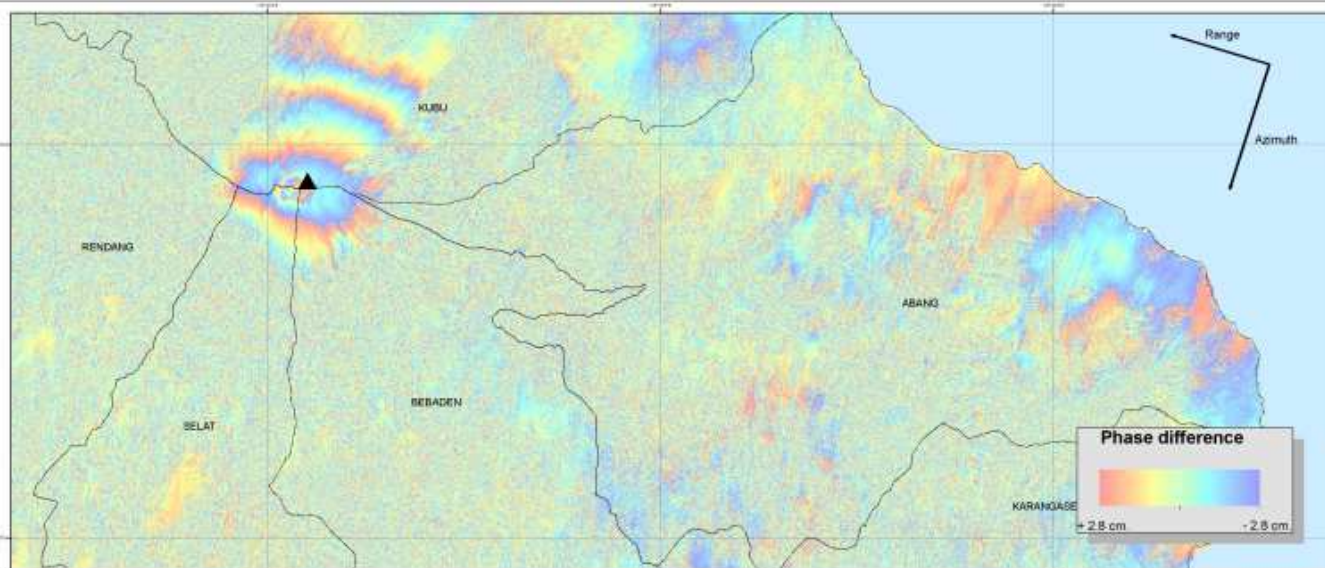 Range
KUBU
Azimuth
RENDANG
ABANG
BEBADEN
SELAT
Phase difference
KARANGASE
+ 2.8 cm
- 2.8 cm